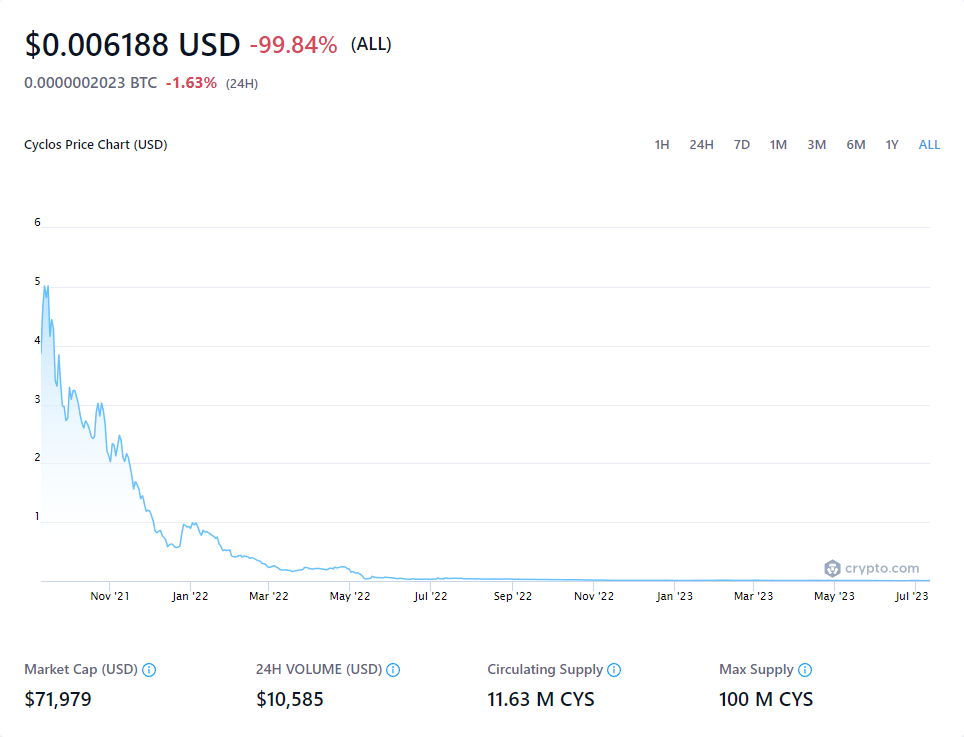 $0.006188 USD -99.84% (ALL)
0.0000002023 BTC -1.63% (24H)
Cyclos Price Chart (USD) 1H 24H 7D 1M 3M 6M 1Y ALL
6
5
4
3
2
1
crypto.com
Nov '21 Jan '22 Mar '22 May '22 Jul '22 Sep '22 Nov '22 Jan '23 Mar '23 May '23 Jul '23
Market Cap (USD) 24H VOLUME (USD) Circulating Supply Max Supply
$71,979 $10,585 11.63 M CYS 100 M CYS